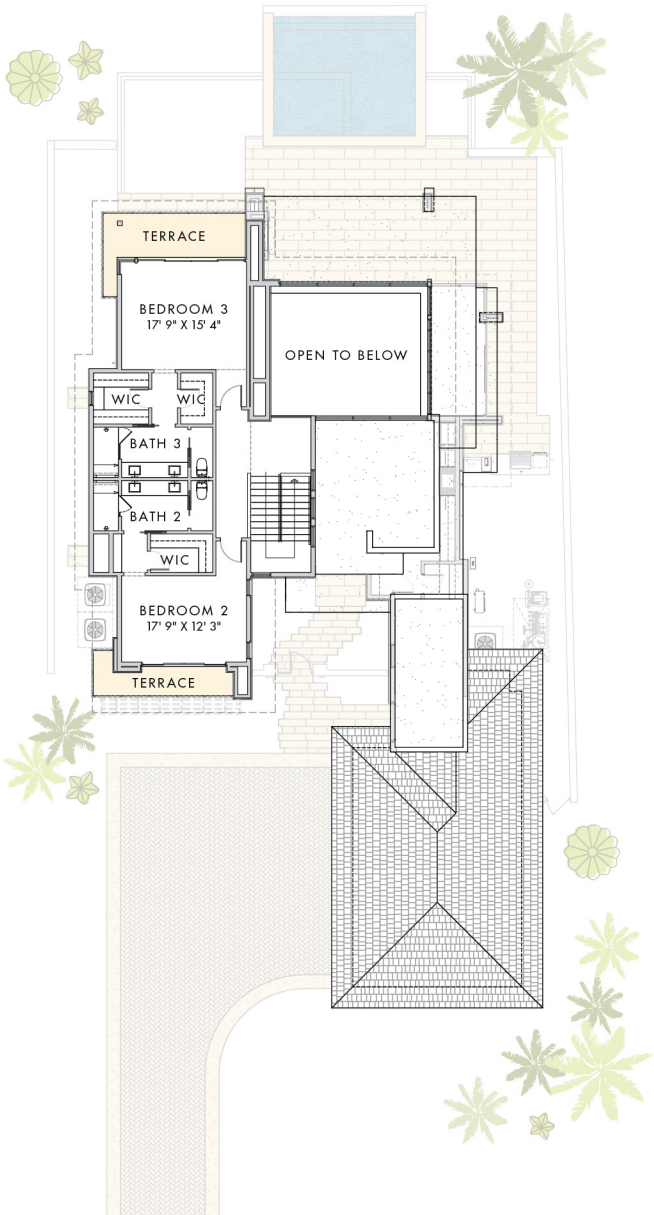 TERRACE
BEDROOM 3
17' 9" X 15' 4"
OPEN TO BELOW
WIC
WIC
BATH 3
BATH 2
WIC
BEDROOM 2
17' 9" X 12' 3"
TERRACE